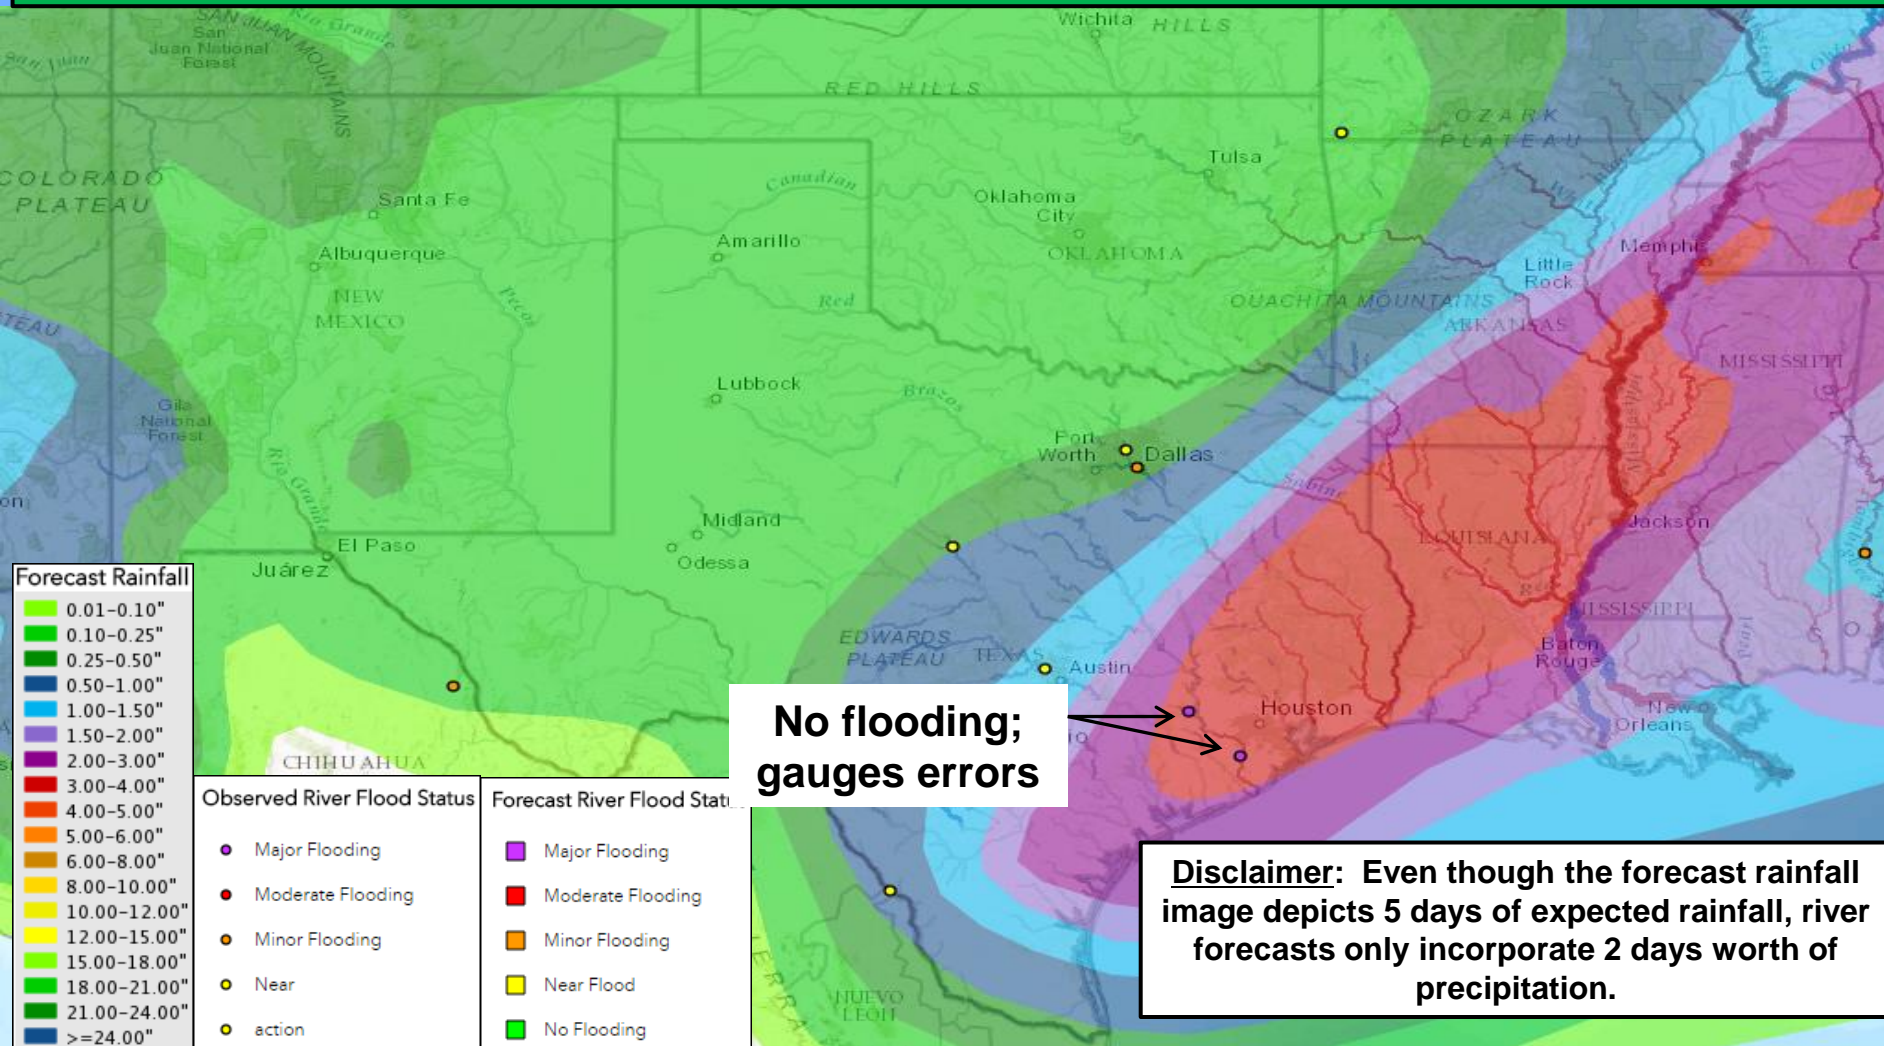 Wichita
HILLS
SAN JUAN MOUNTAINS
Rio Grande
San
Juan National
Forest
San Juan
RED HILLS
OZARK
PLATEAU
Tulsa
COLORADO
PLATEAU
Santa Fe
Canadian
Oklahoma
City
OKLAHOMA
Amarillo
Albuquerque
Memphis
Little
Rock
NEW
MEXICO
Pecos
Red
OUACHITA MOUNTAINS
ARKANSAS
MISSISSIPPI
Mississippi
Lubbock
Brazos
Gila
National
Forest
Fort
Worth
Dallas
Sabine
Rio Grande
Midland
Odessa
Jackson
LOUISIANA
El Paso
Juárez
MISSISSIPPI
EDWARDS
PLATEAU
TEXAS
Austin
Baton
Rouge
Houston
New
Orleans
CHIHUAHUA
NUEVO
LEON
No flooding;
gauges errors
Forecast Rainfall
0.01-0.10"
0.10-0.25"
0.25-0.50"
0.50-1.00"
1.00-1.50"
1.50-2.00"
2.00-3.00"
3.00-4.00"
4.00-5.00"
5.00-6.00"
6.00-8.00"
8.00-10.00"
10.00-12.00"
12.00-15.00"
15.00-18.00"
18.00-21.00"
21.00-24.00"
>=24.00"
Observed River Flood Status
Major Flooding
Moderate Flooding
Minor Flooding
Near
action
Forecast River Flood Statu
Major Flooding
Moderate Flooding
Minor Flooding
Near Flood
No Flooding
Disclaimer: Even though the forecast rainfall
image depicts 5 days of expected rainfall, river
forecasts only incorporate 2 days worth of
precipitation.